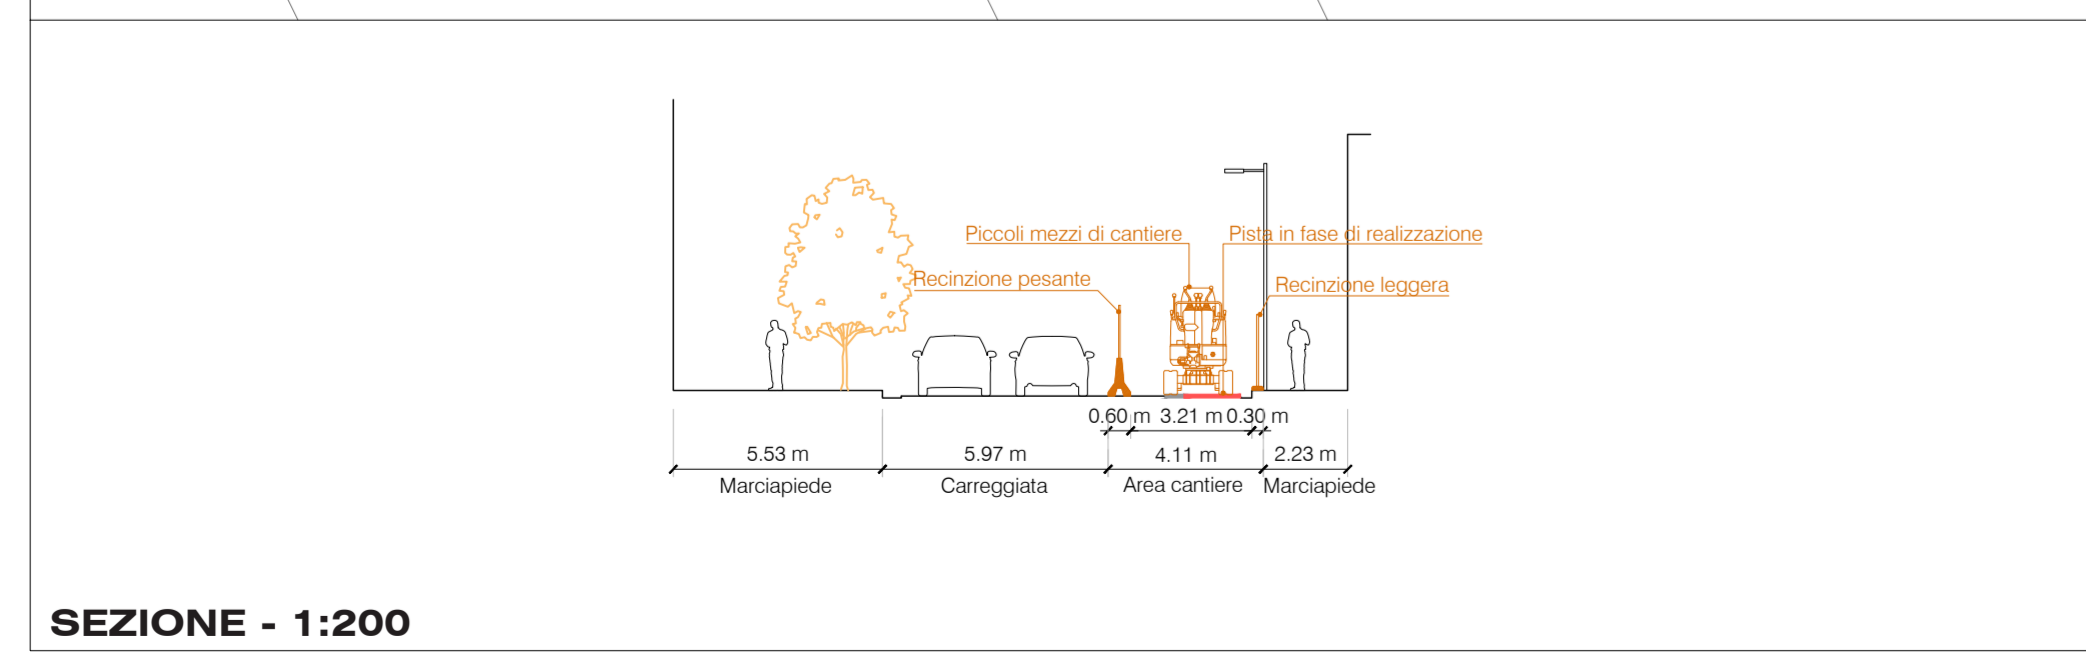 Piccoli mezzi di cantiere
Pista in fase di realizzazione
Recinzione pesante
Recinzione leggera
0.60 m 3.21 m 0.30 m
5.53 m 5.97 m 4.11 m 2.23 m
Marciapiede Carreggiata Area cantiere Marciapiede
SEZIONE - 1:200